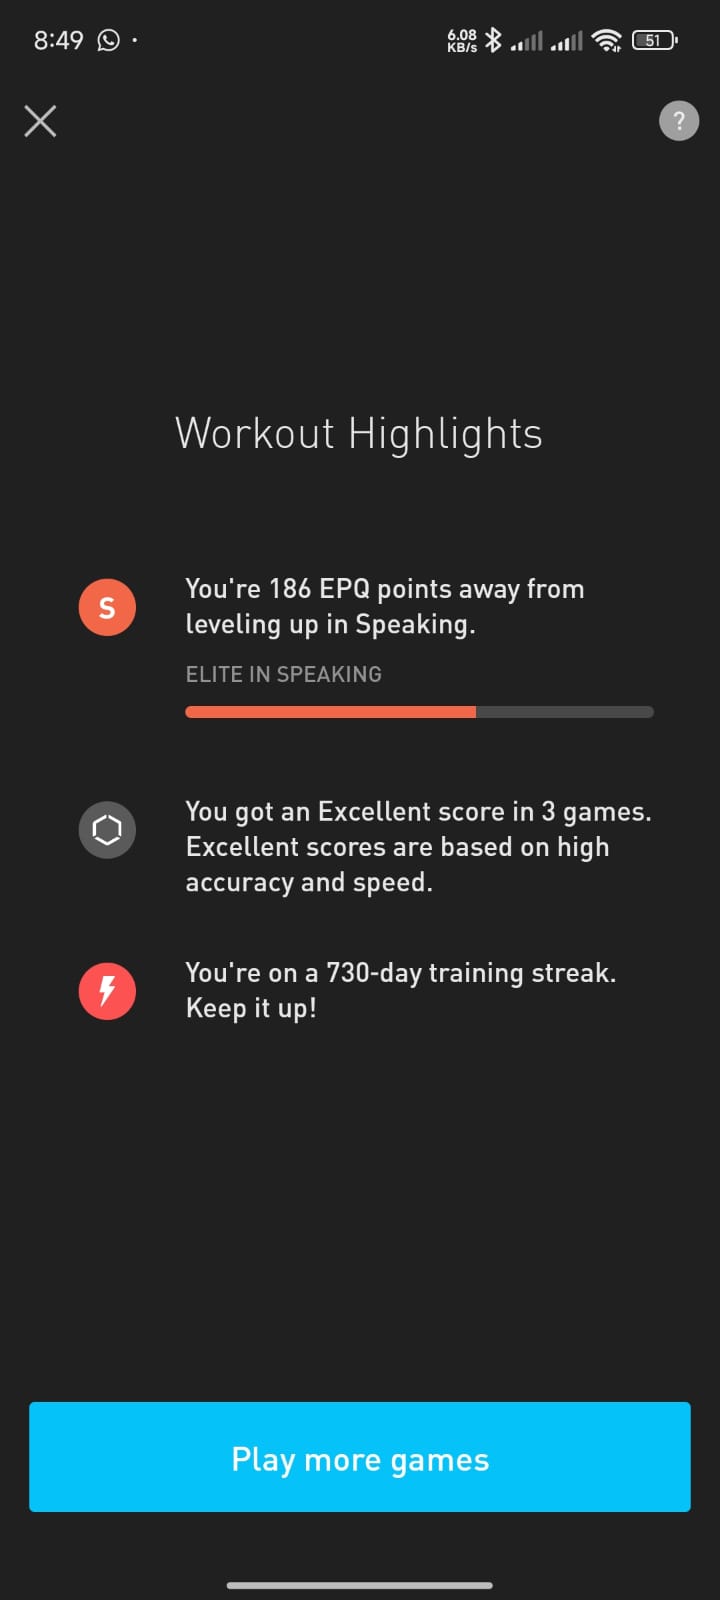 8:49
6.08
KB/s
51
?
Workout Highlights
S
You're 186 EPQ points away from
leveling up in Speaking.
ELITE IN SPEAKING
You got an Excellent score in 3 games.
Excellent scores are based on high
accuracy and speed.
You're on a 730-day training streak.
Keep it up!
Play more games